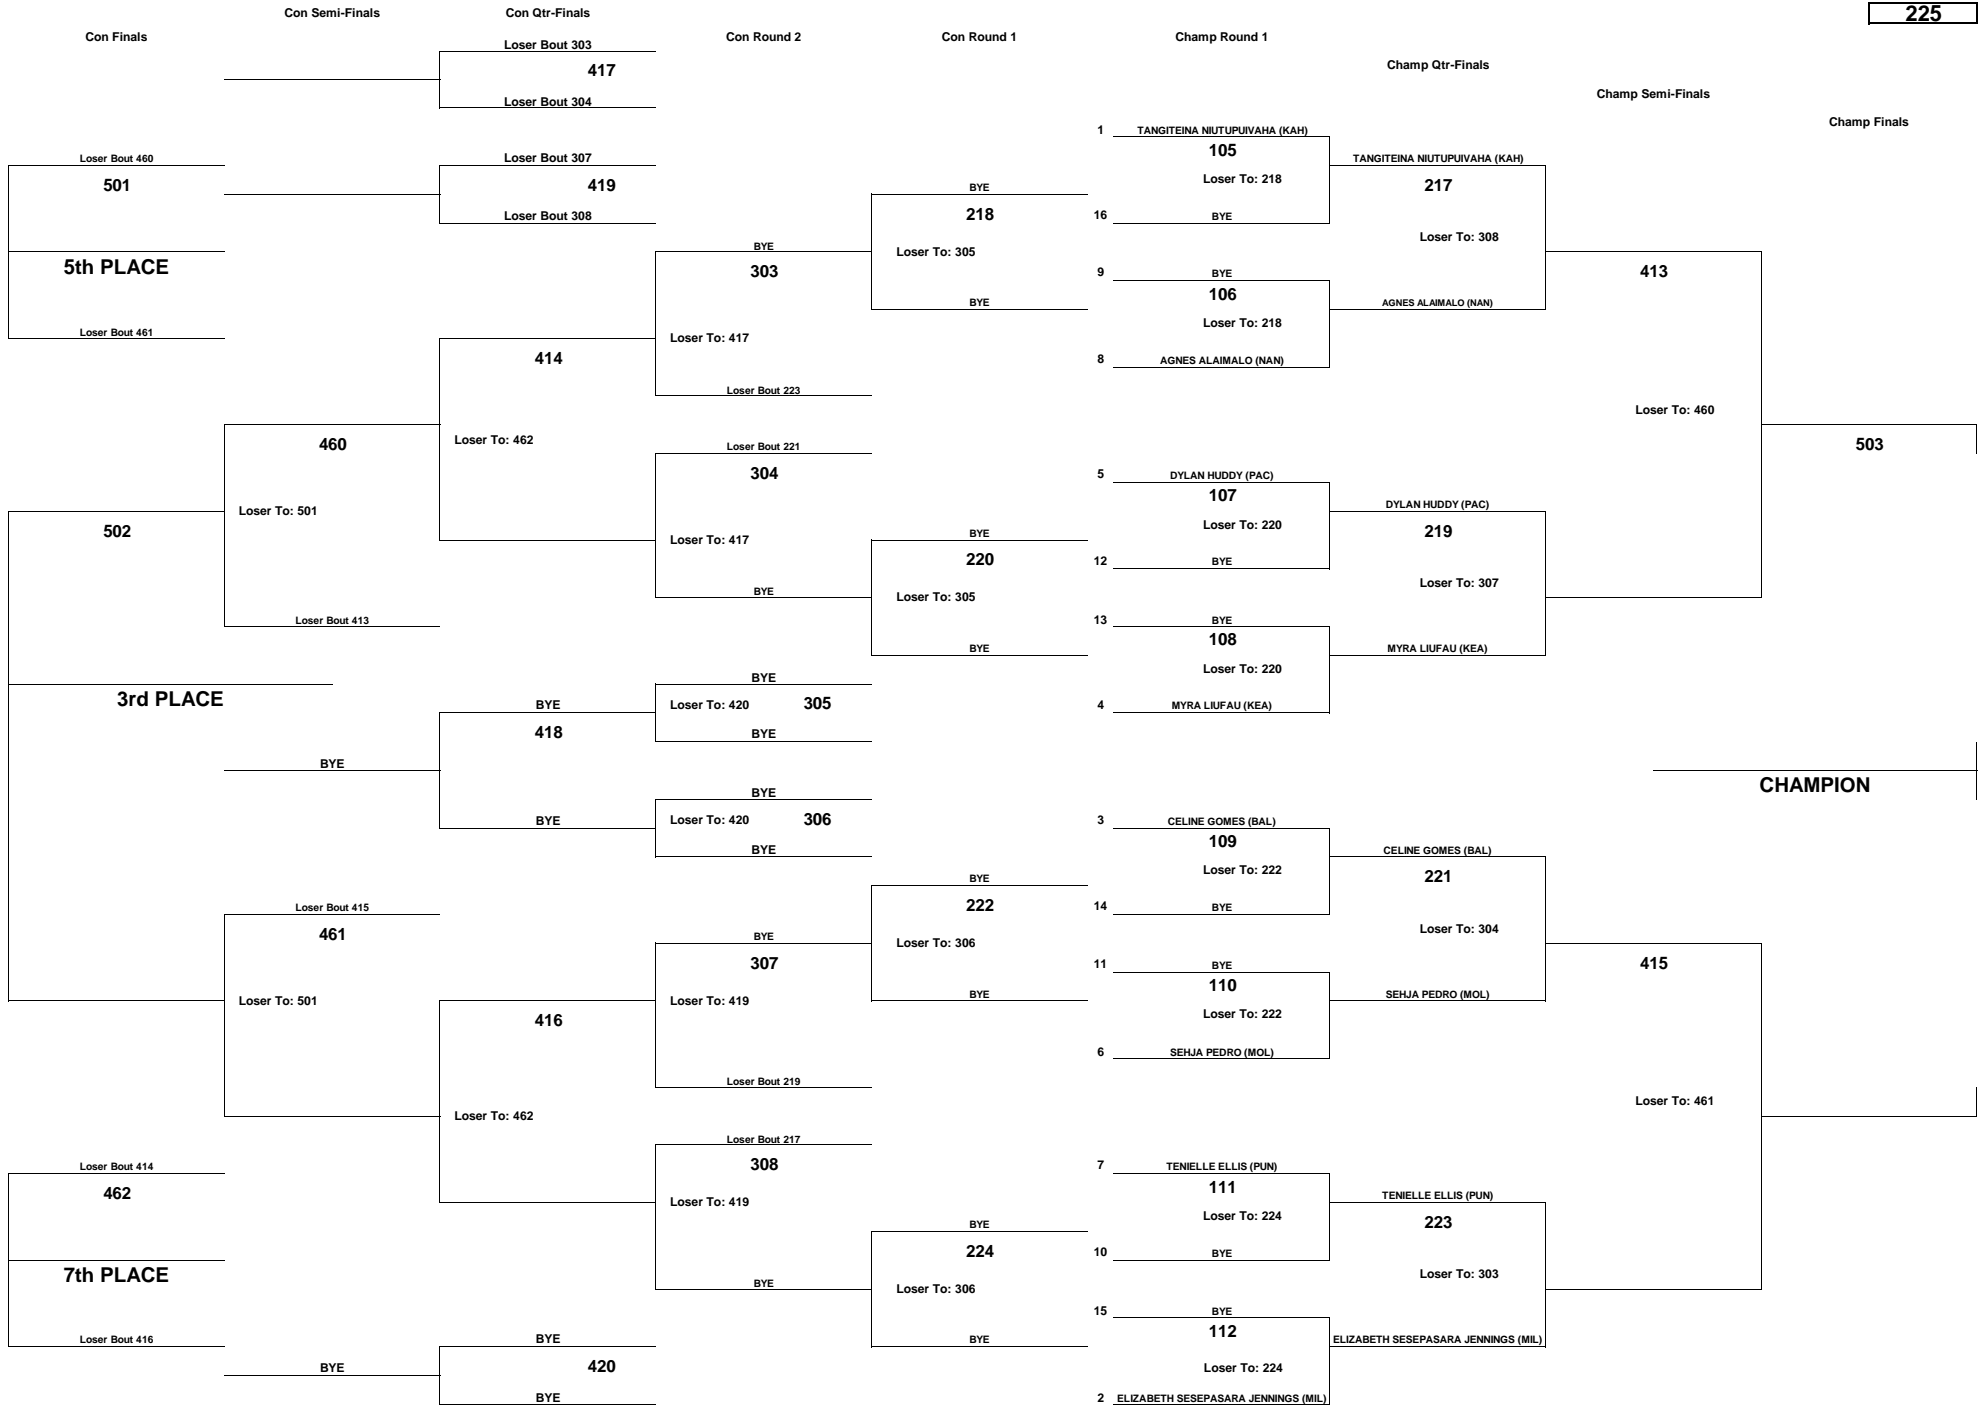 Con Semi-Finals
Con Qtr-Finals
225
Con Finals
Con Round 2
Con Round 1
Champ Round 1
Loser Bout 303
417
Champ Qtr-Finals
Loser Bout 304
Champ Semi-Finals
Champ Finals
1 TANGITEINA NIUTUPUIVAHA (KAH)
105
Loser Bout 460
Loser Bout 307
TANGITEINA NIUTUPUIVAHA (KAH)
501
419
Loser To: 218
217
BYE
Loser Bout 308
218
16 BYE
Loser To: 308
BYE
Loser To: 305
5th PLACE
303
9 BYE
413
106
BYE
AGNES ALAIMALO (NAN)
Loser To: 218
Loser Bout 461
Loser To: 417
414
8 AGNES ALAIMALO (NAN)
Loser Bout 223
Loser To: 460
460
Loser To: 462
Loser Bout 221
503
304
5 DYLAN HUDDY (PAC)
107
DYLAN HUDDY (PAC)
Loser To: 501
Loser To: 220
502
219
BYE
Loser To: 417
220
12 BYE
Loser To: 307
BYE
Loser To: 305
Loser Bout 413
13 BYE
108
BYE
MYRA LIUFAU (KEA)
Loser To: 220
BYE
3rd PLACE
BYE
Loser To: 420 305
4 MYRA LIUFAU (KEA)
418
BYE
BYE
CHAMPION
BYE
BYE
Loser To: 420 306
3 CELINE GOMES (BAL)
109
BYE
CELINE GOMES (BAL)
Loser To: 222
BYE
221
Loser Bout 415
222
14 BYE
Loser To: 304
461
BYE
Loser To: 306
307
11 BYE
415
110
BYE
SEHJA PEDRO (MOL)
Loser To: 501
Loser To: 419
Loser To: 222
416
6 SEHJA PEDRO (MOL)
Loser Bout 219
Loser To: 461
Loser To: 462
Loser Bout 217
Loser Bout 414
308
7 TENIELLE ELLIS (PUN)
462
111
TENIELLE ELLIS (PUN)
Loser To: 419
Loser To: 224
BYE
223
224
10 BYE
7th PLACE
BYE
Loser To: 306
Loser To: 303
15 BYE
112
Loser Bout 416
BYE
BYE
ELIZABETH SESEPASARA JENNINGS (MIL)
BYE
420
Loser To: 224
BYE
2 ELIZABETH SESEPASARA JENNINGS (MIL)